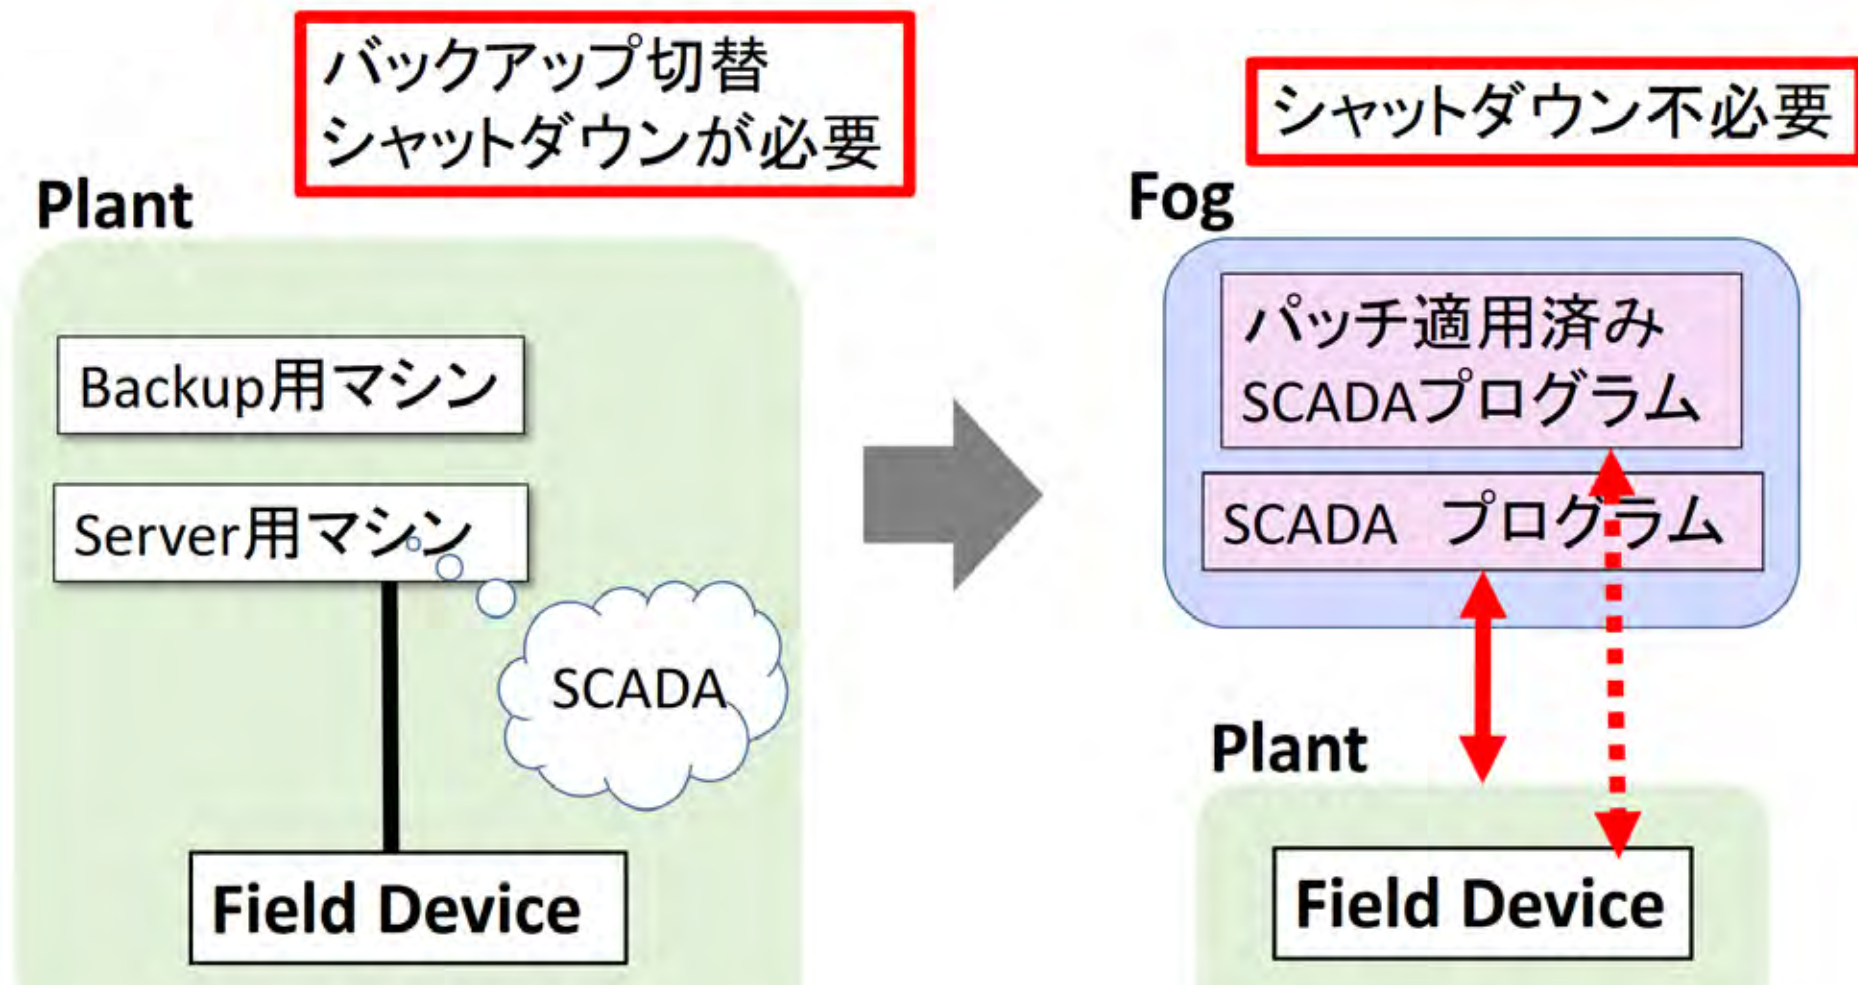 バックアップ切替
シャットダウンが必要
Plant
Backup用マシン
Server用マシン
SCADA
Field Device
シャットダウン不必要
Fog
パッチ適用済み
SCADAプログラム
SCADA　プログラム
Plant
Field Device